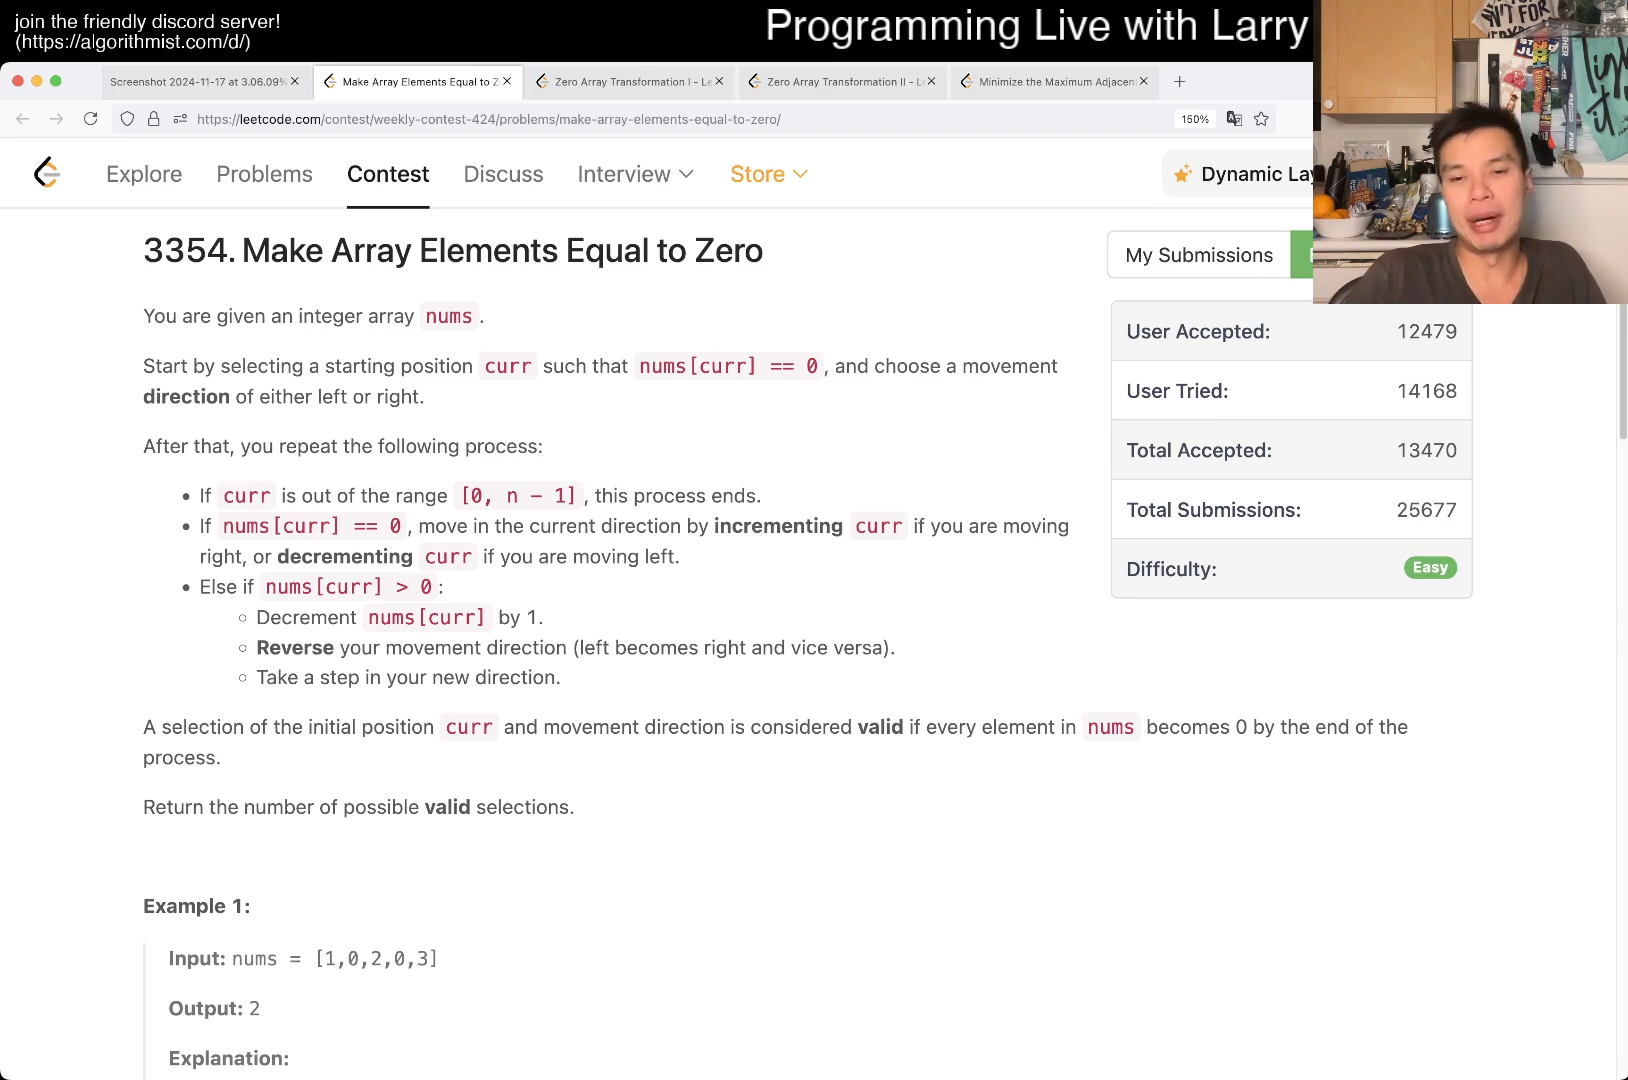 join the friendly discord server!
(https://algorithmist.com/d/)
Programming Live with Larry
Screenshot 2024-11-17 at 3.06.09
Make Array Elements Equal to Z
Zero Array Transformation I - Le
Zero Array Transformation II - L
Minimize the Maximum Adjacen
https://leetcode.com/contest/weekly-contest-424/problems/make-array-elements-equal-to-zero/
150%
Explore Problems Contest Discuss Interview Store
Dynamic Lay
3354. Make Array Elements Equal to Zero
My Submissions
You are given an integer array nums.
Start by selecting a starting position curr such that nums[curr] == 0, and choose a movement
direction of either left or right.
After that, you repeat the following process:
• If curr is out of the range [0, n - 1], this process ends.
• If nums[curr] == 0, move in the current direction by incrementing curr if you are moving
right, or decrementing curr if you are moving left.
• Else if nums[curr] > 0:
◦ Decrement nums[curr] by 1.
◦ Reverse your movement direction (left becomes right and vice versa).
◦ Take a step in your new direction.
A selection of the initial position curr and movement direction is considered valid if every element in nums becomes 0 by the end of the
process.
Return the number of possible valid selections.
User Accepted: 12479
User Tried: 14168
Total Accepted: 13470
Total Submissions: 25677
Difficulty: Easy
Example 1:
Input: nums = [1,0,2,0,3]
Output: 2
Explanation: